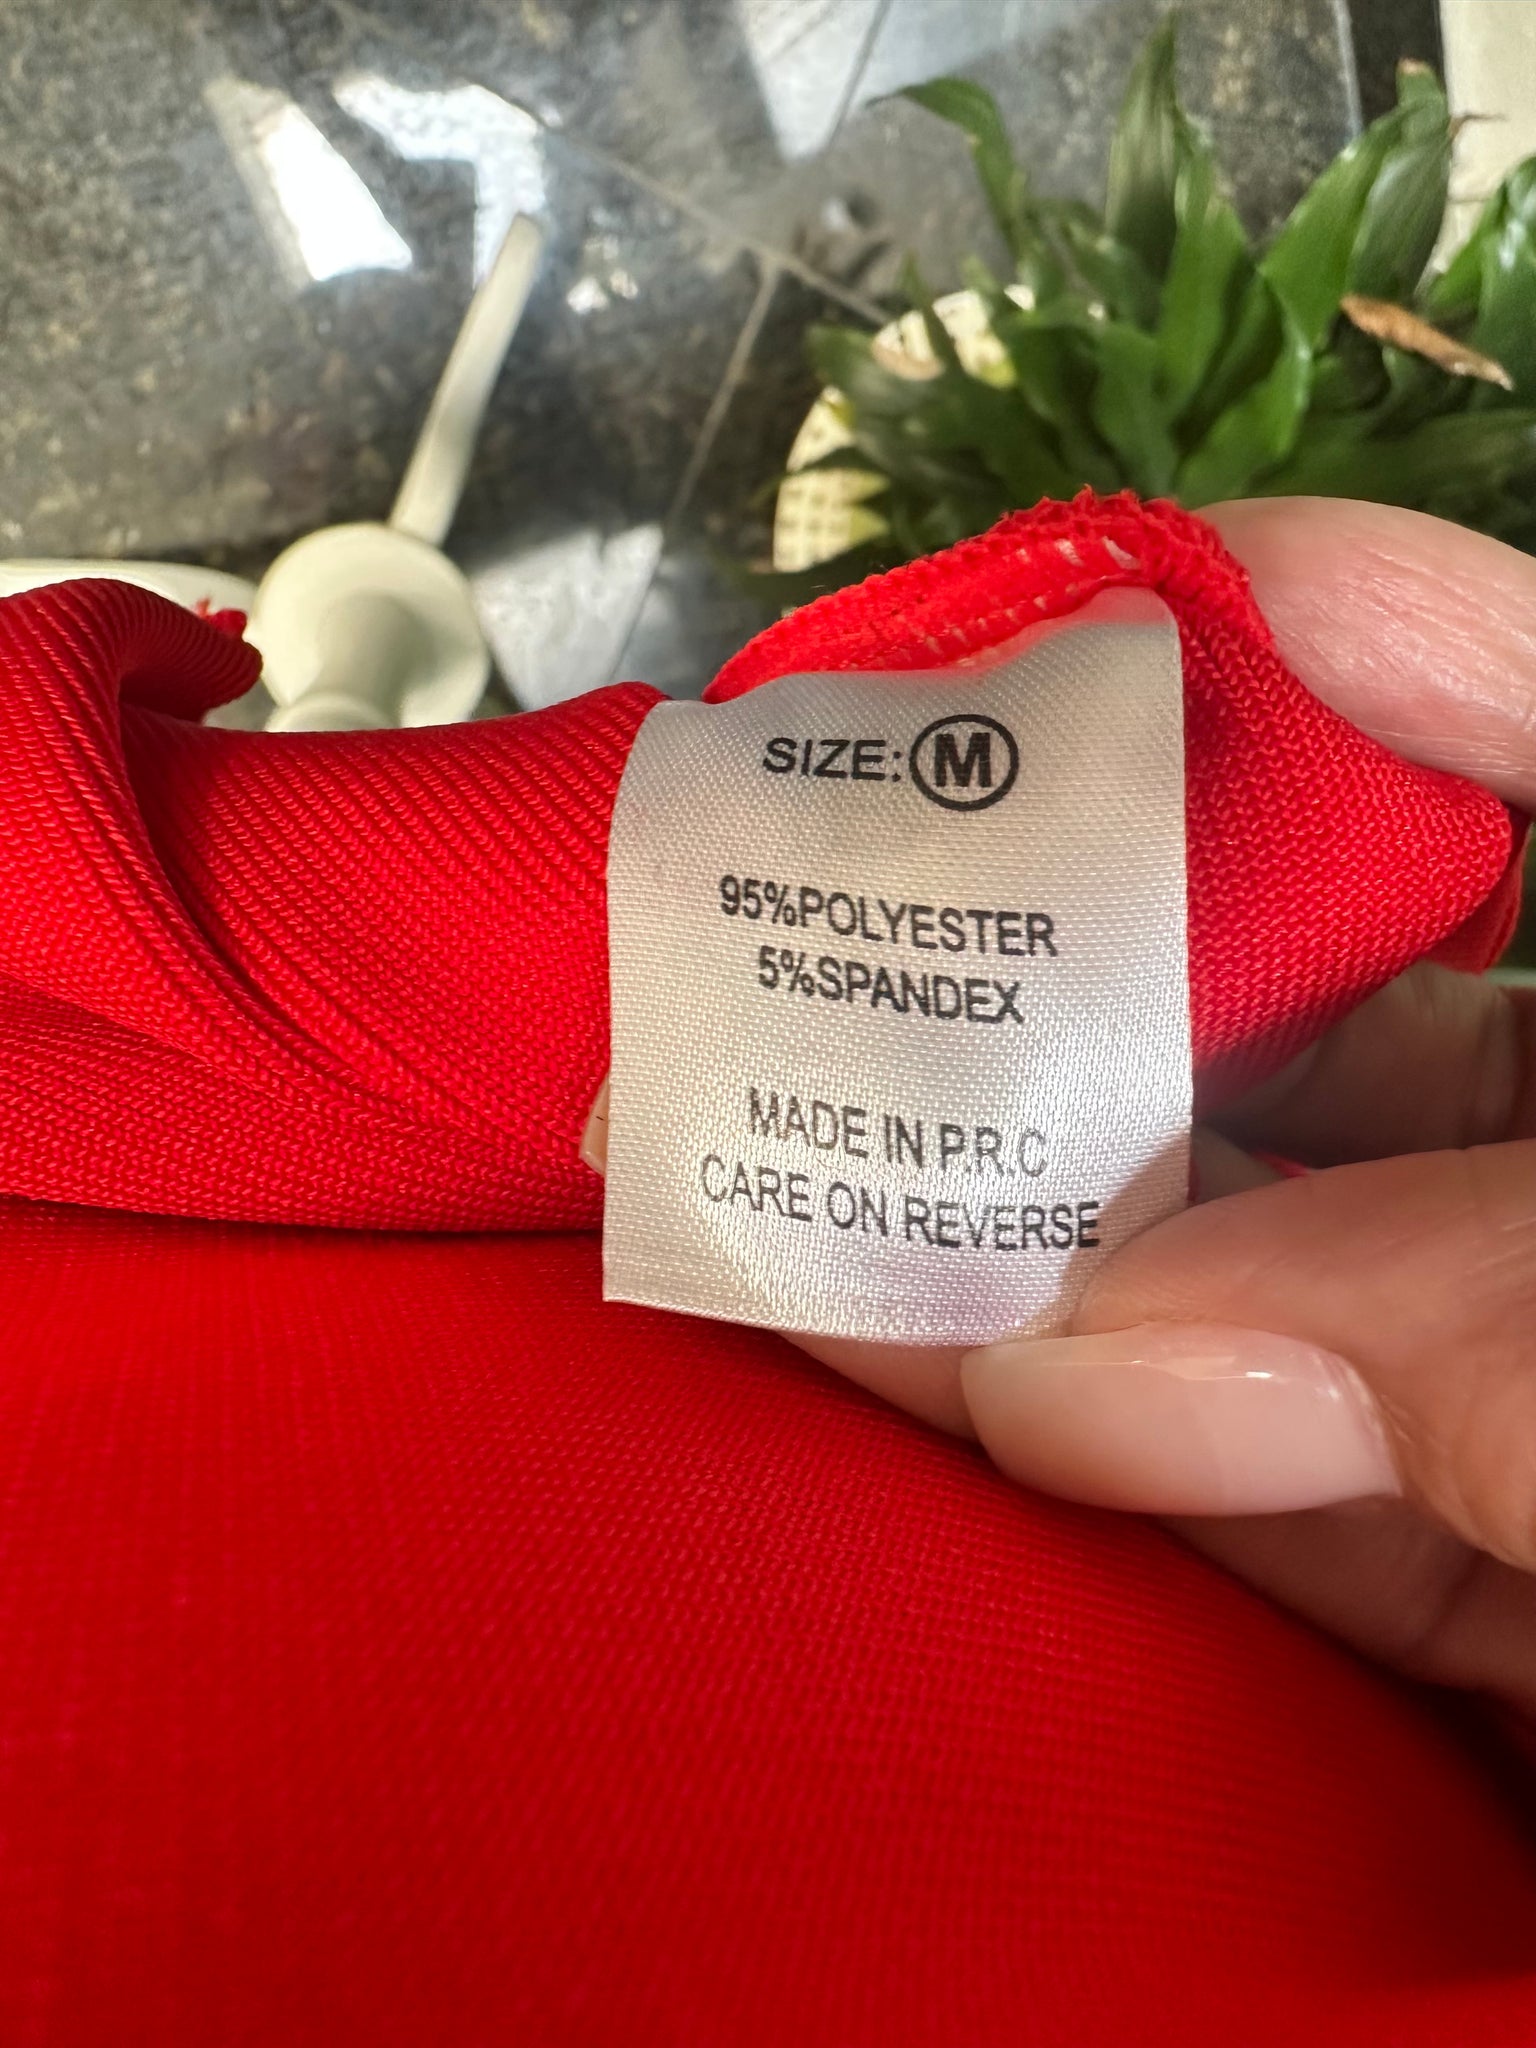 SIZE: M
95%POLYESTER
5%SPANDEX
MADE IN P.R.C
CARE ON REVERSE